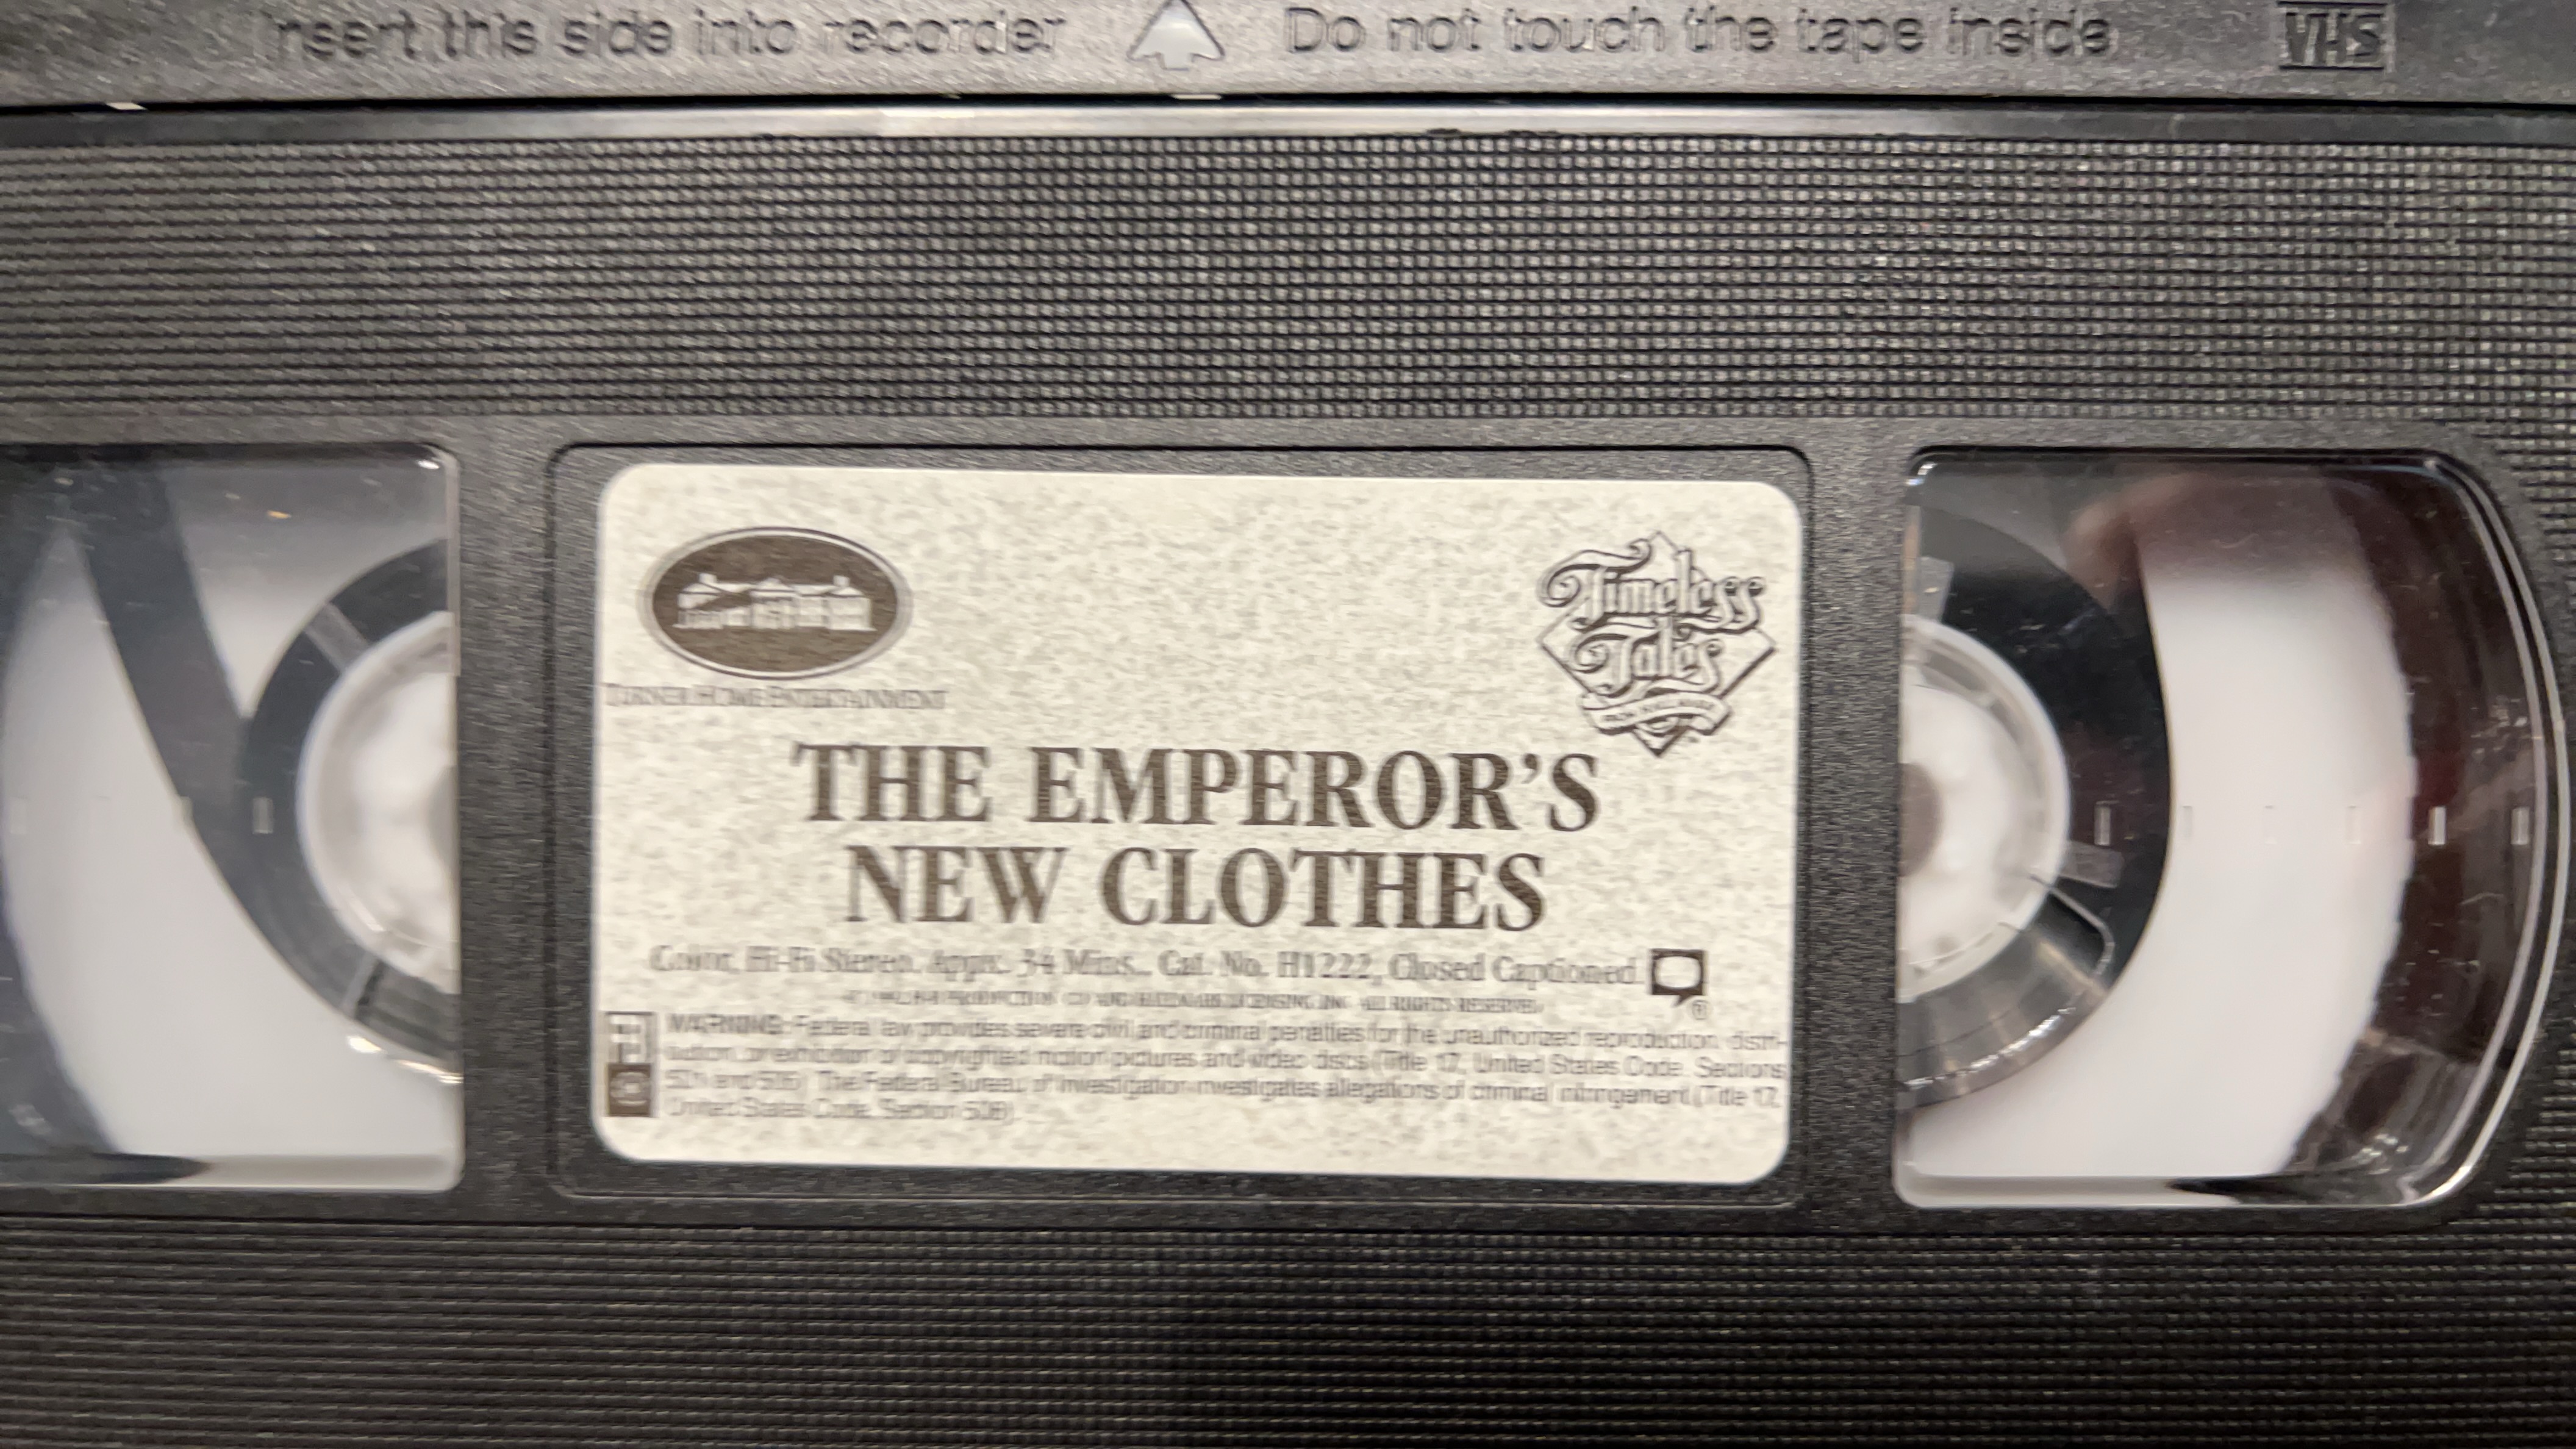 Insert this side into recorder
Do not touch the tape inside
VHS
TURNER HOME ENTERTAINMENT
Timeless
Tales
THE EMPEROR'S
NEW CLOTHES
Color, Hi-Fi Stereo, Appx. 34 Mins., Cat. No. H1222, Closed Captioned.
ALL RIGHTS RESERVED.
WARNING: Federal law provides severe civil and criminal penalties for the unauthorized reproduction, distri-
bution, or exhibition of copyrighted motion pictures and video discs (Title 17, United States Code, Sections
501 and 506). The Federal Bureau of Investigation investigates allegations of criminal infringement (Title 17,
United States Code, Section 506).